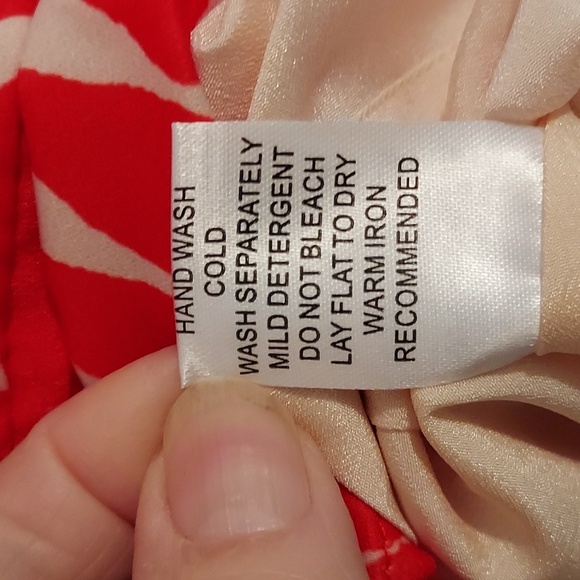 HAND WASH
COLD
WASH SEPARATELY
MILD DETERGENT
DO NOT BLEACH
LAY FLAT TO DRY
WARM IRON
RECOMMENDED